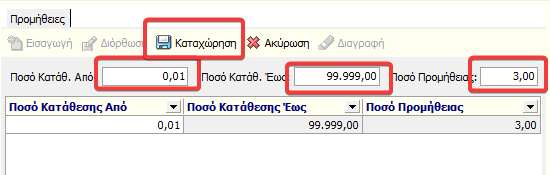 Προμήθειες
Εισαγωγή Διόρθωσ Καταχώρηση Ακύρωση Διαγραφή
Ποσό Κατάθ. Από 0,01 Ποσό Κατάθ. Έως 99.999,00 Ποσό Προμήθειας: 3,00
Ποσό Κατάθεσης Από Ποσό Κατάθεσης Έως Ποσό Προμήθειας
0,01 99.999,00 3,00